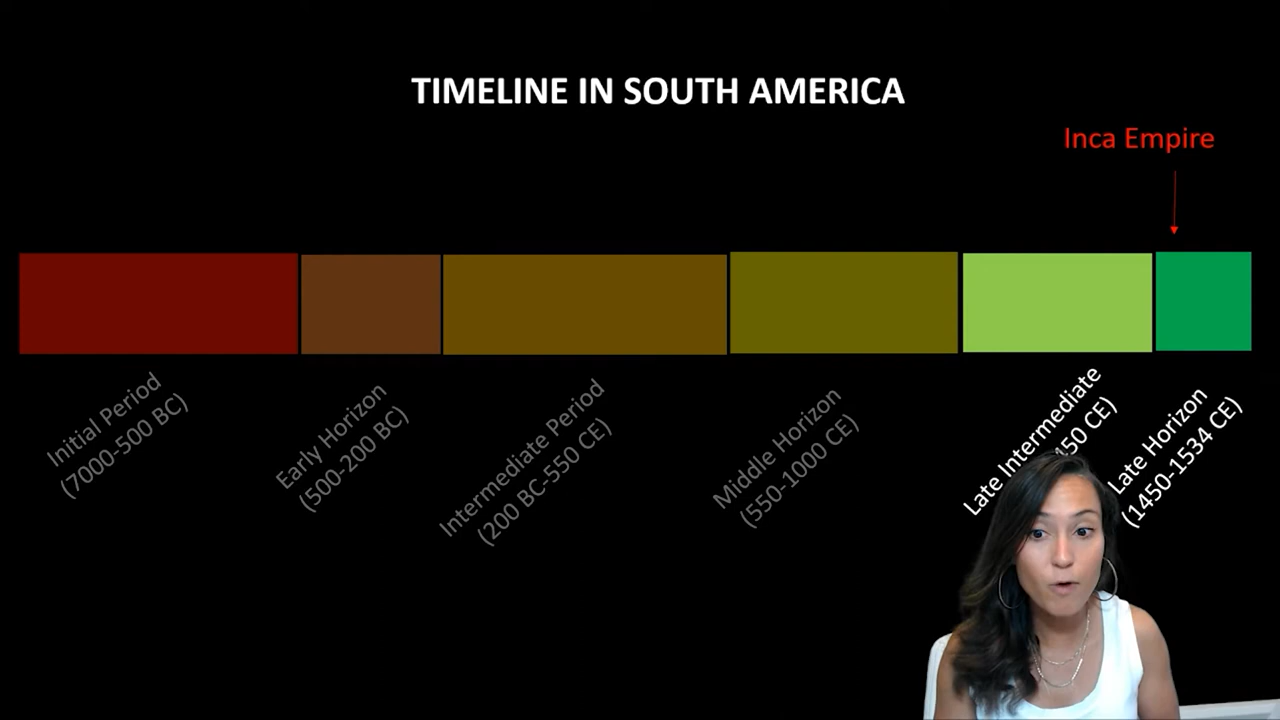 TIMELINE IN SOUTH AMERICA
Inca Empire
Initial Period
(7000-500 BC)
Early Horizon
(500-200 BC)
Intermediate Period
(200 BC-550 CE)
Middle Horizon
(550-1000 CE)
Late Intermediate
450 CE)
Late Horizon
(1450-1534 CE)